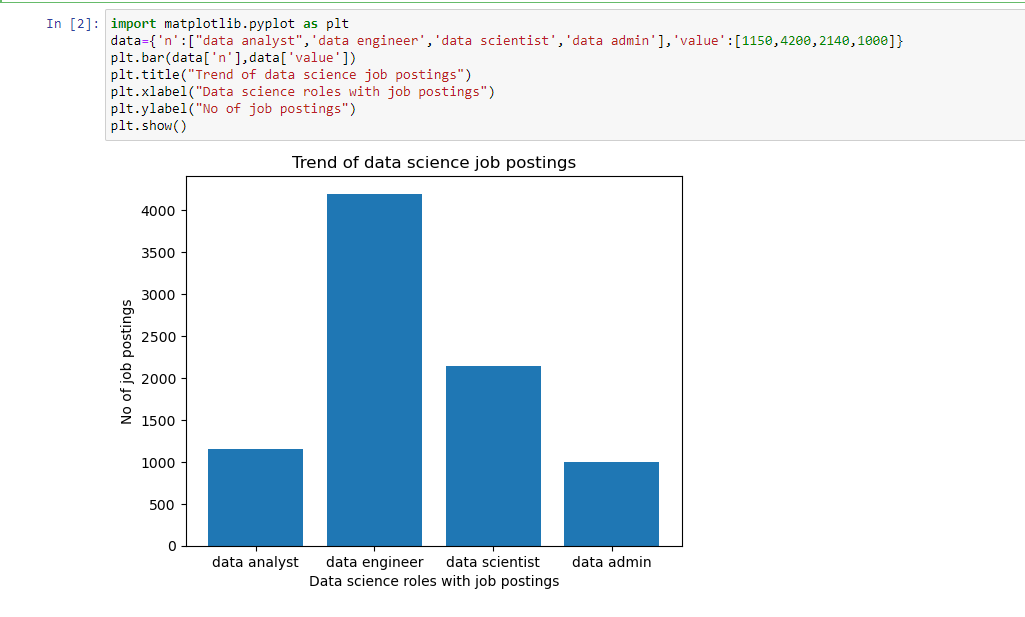 In [2]: import matplotlib.pyplot as plt
data={'n':["data analyst",'data engineer','data scientist','data admin'],'value':[1150,4200,2140,1000]}
plt.bar(data['n'],data['value'])
plt.title("Trend of data science job postings")
plt.xlabel("Data science roles with job postings")
plt.ylabel("No of job postings")
plt.show()
Trend of data science job postings
No of job postings
4000
3500
3000
2500
2000
1500
1000
500
0
data analyst data engineer data scientist data admin
Data science roles with job postings